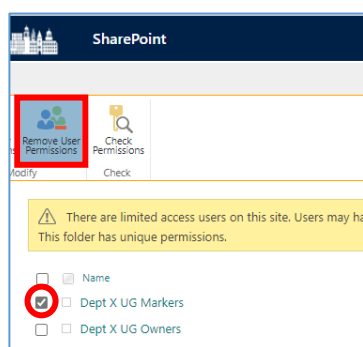 SharePoint
Remove User
Permissions
Check
Permissions
Modify
Check
There are limited access users on this site. Users may
This folder has unique permissions.
Name
Dept X UG Markers
Dept X UG Owners